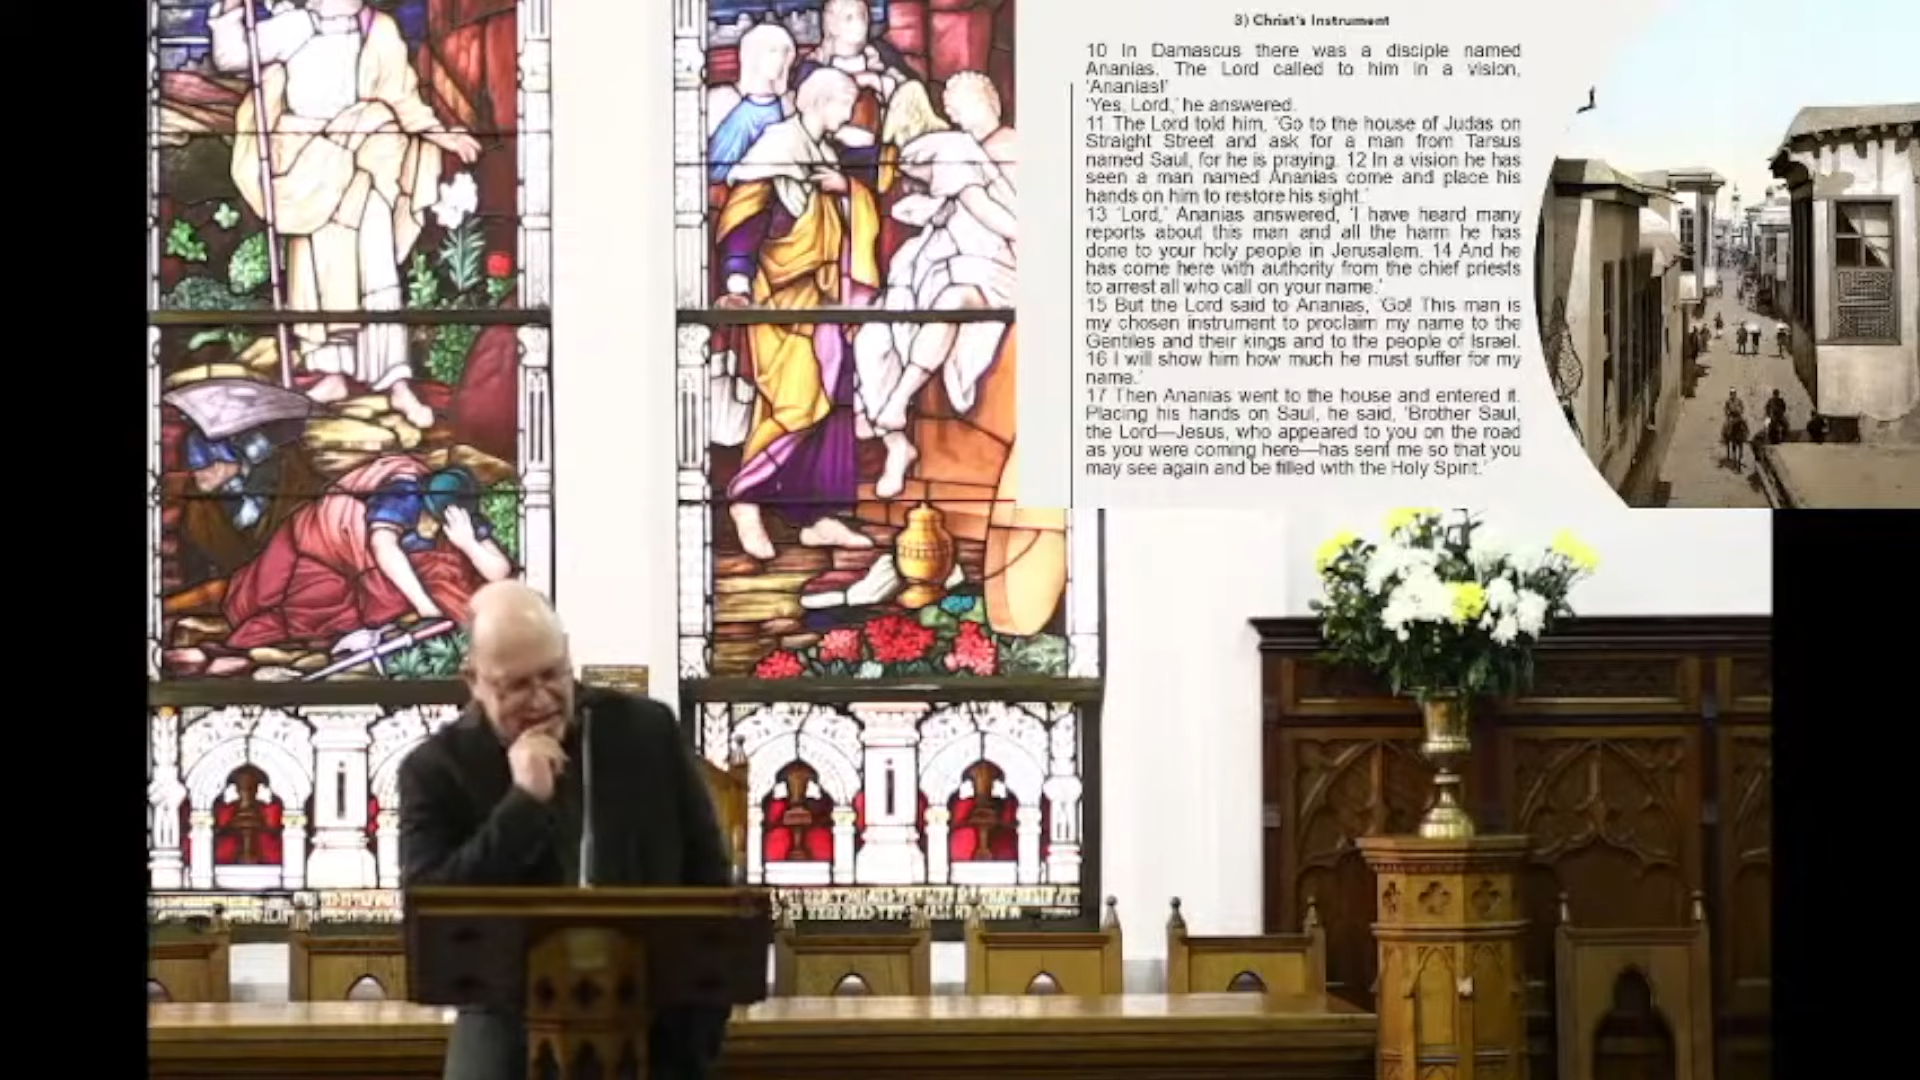 3) Christ's Instrument
10 In Damascus there was a disciple named
Ananias. The Lord called to him in a vision,
'Ananias!'
'Yes, Lord,' he answered.
11 The Lord told him, 'Go to the house of Judas on
Straight Street and ask for a man from Tarsus
named Saul, for he is praying. 12 In a vision he has
seen a man named Ananias come and place his
hands on him to restore his sight.'
13 'Lord,' Ananias answered, 'I have heard many
reports about this man and all the harm he has
done to your holy people in Jerusalem. 14 And he
has come here with authority from the chief priests
to arrest all who call on your name.'
15 But the Lord said to Ananias, 'Go! This man is
my chosen instrument to proclaim my name to the
Gentiles and their kings and to the people of Israel.
16 I will show him how much he must suffer for my
name.'
17 Then Ananias went to the house and entered it.
Placing his hands on Saul, he said, 'Brother Saul,
the Lord—Jesus, who appeared to you on the road
as you were coming here—has sent me so that you
may see again and be filled with the Holy Spirit.'